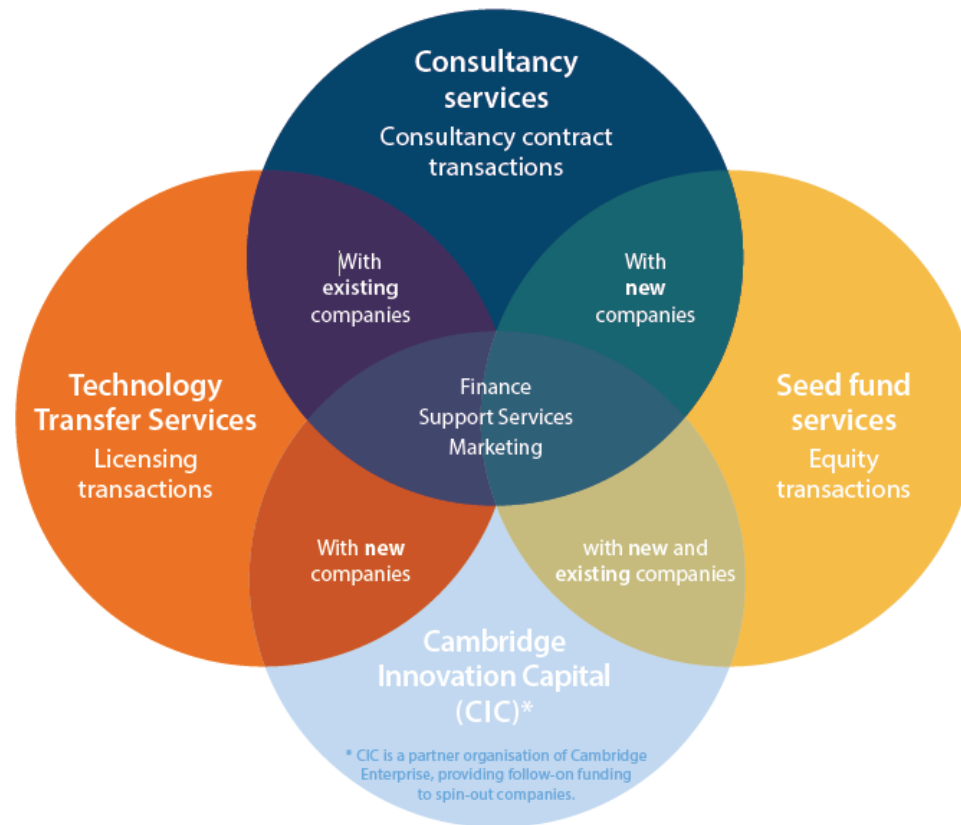 Consultancy
services
Consultancy contract
transactions
With
existing
companies
With
new
companies
Technology
Transfer Services
Licensing
transactions
Finance
Support Services
Marketing
Seed fund
services
Equity
transactions
With new
companies
with new and
existing companies
Cambridge
Innovation Capital
(CIC)*
* CIC is a partner organisation of Cambridge
Enterprise, providing follow-on funding
to spin-out companies.